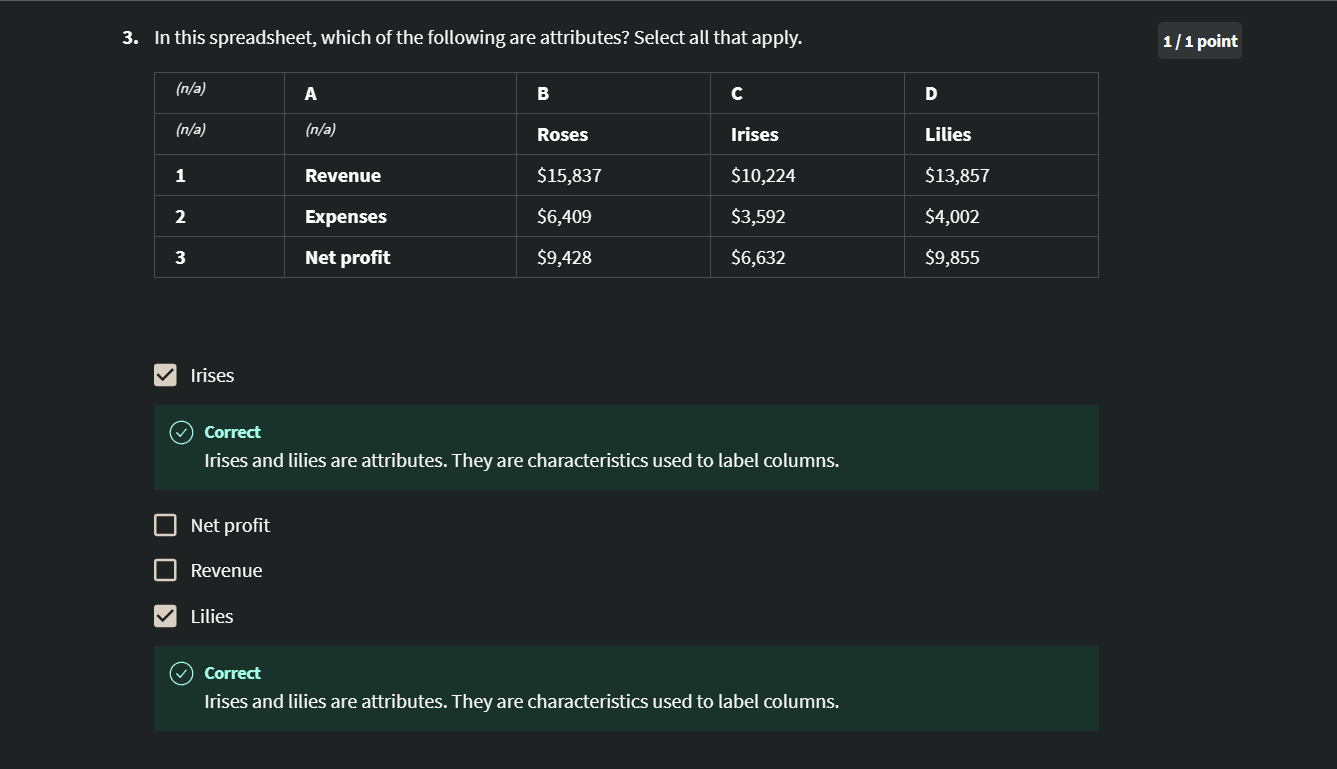 3. In this spreadsheet, which of the following are attributes? Select all that apply.
1 / 1 point
(n/a) A B C D
(n/a) (n/a) Roses Irises Lilies
1 Revenue $15,837 $10,224 $13,857
2 Expenses $6,409 $3,592 $4,002
3 Net profit $9,428 $6,632 $9,855
Irises
Correct
Irises and lilies are attributes. They are characteristics used to label columns.
Net profit
Revenue
Lilies
Correct
Irises and lilies are attributes. They are characteristics used to label columns.